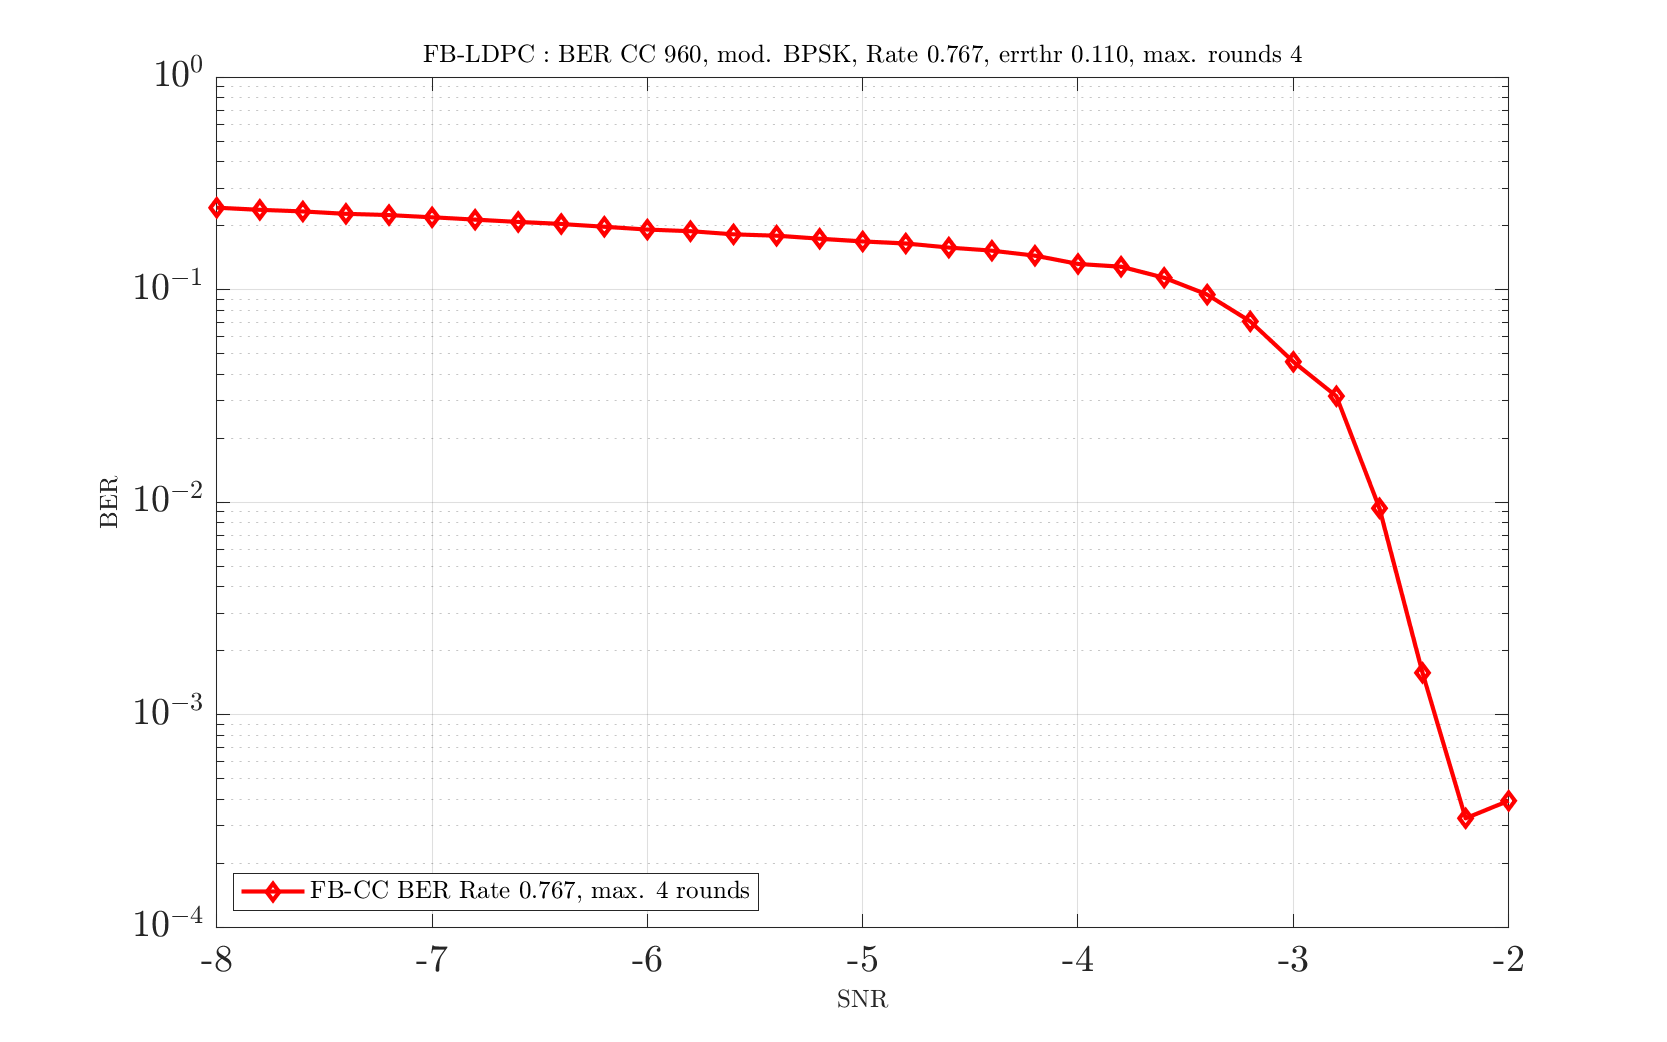 FB-LDPC : BER CC 960, mod. BPSK, Rate 0.767, errthr 0.110, max. rounds 4
10^0
10^-1
10^-2
10^-3
10^-4
BER
FB-CC BER Rate 0.767, max. 4 rounds
-8 -7 -6 -5 -4 -3 -2
SNR